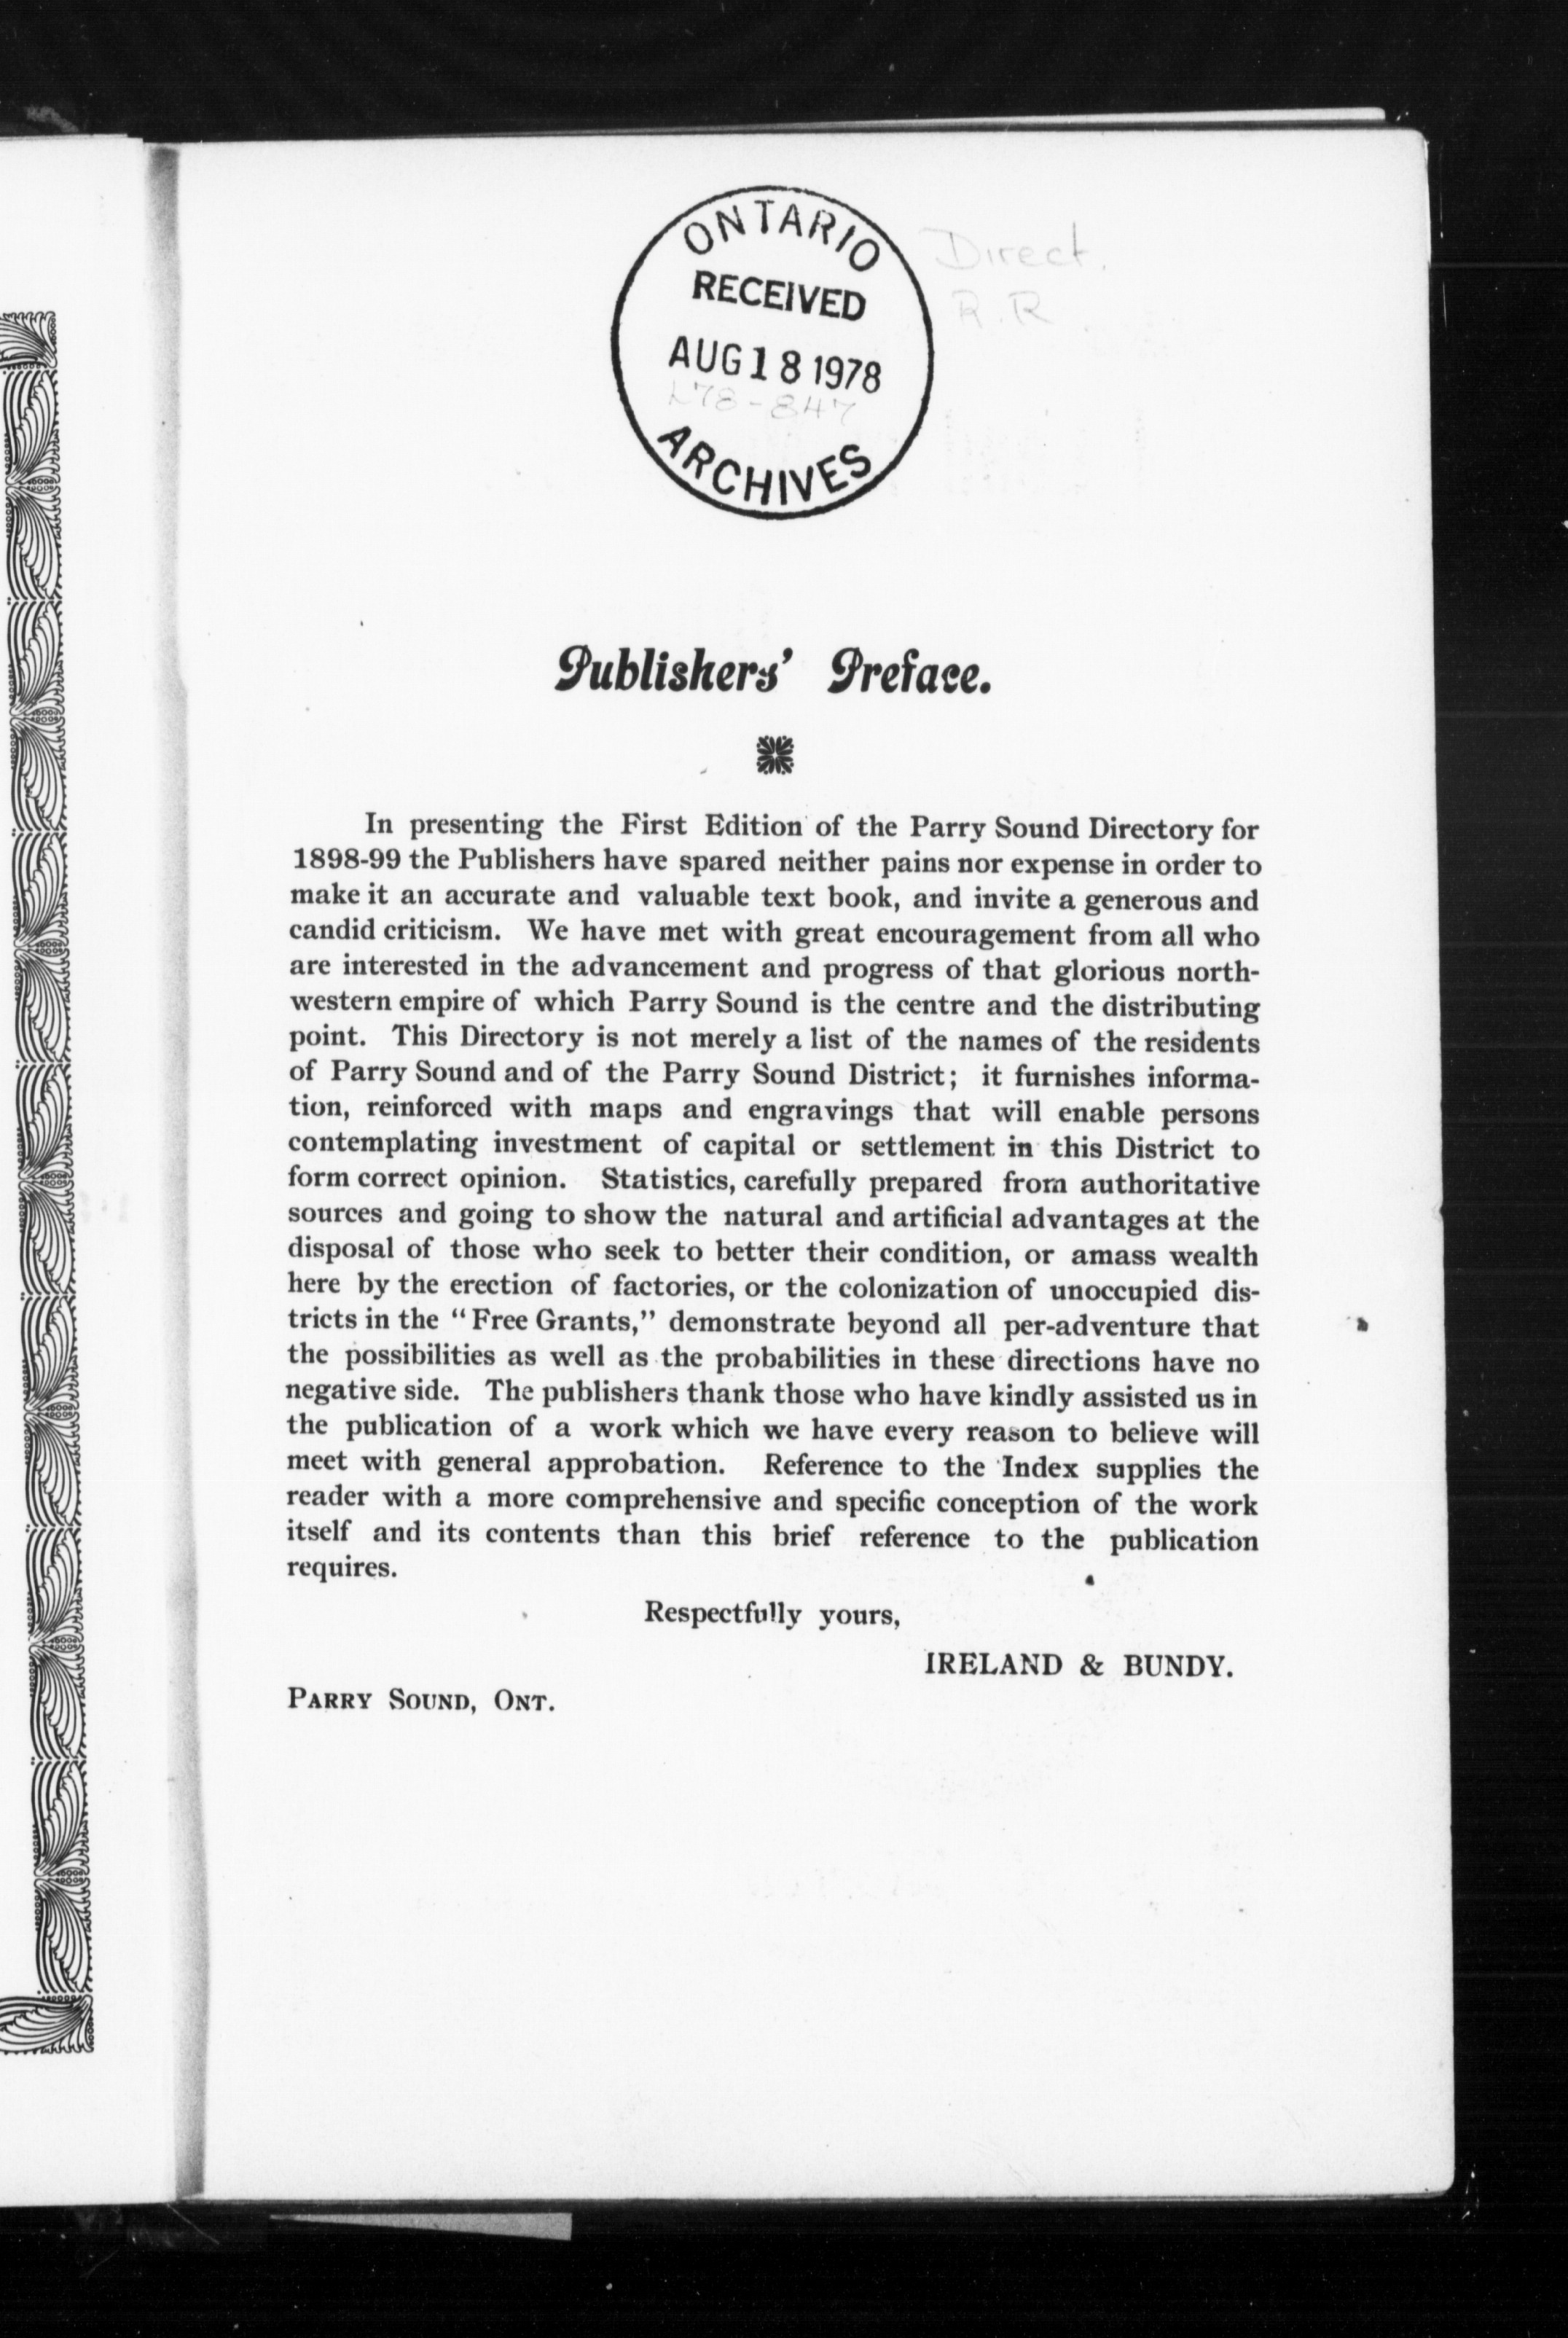 ONTARIO
RECEIVED
AUG 18 1978
L78-847
ARCHIVES
Direct.
R.R
Publishers' Preface.
In presenting the First Edition of the Parry Sound Directory for
1898-99 the Publishers have spared neither pains nor expense in order to
make it an accurate and valuable text book, and invite a generous and
candid criticism. We have met with great encouragement from all who
are interested in the advancement and progress of that glorious north-
western empire of which Parry Sound is the centre and the distributing
point. This Directory is not merely a list of the names of the residents
of Parry Sound and of the Parry Sound District; it furnishes informa-
tion, reinforced with maps and engravings that will enable persons
contemplating investment of capital or settlement in this District to
form correct opinion. Statistics, carefully prepared from authoritative
sources and going to show the natural and artificial advantages at the
disposal of those who seek to better their condition, or amass wealth
here by the erection of factories, or the colonization of unoccupied dis-
tricts in the "Free Grants," demonstrate beyond all per-adventure that
the possibilities as well as the probabilities in these directions have no
negative side. The publishers thank those who have kindly assisted us in
the publication of a work which we have every reason to believe will
meet with general approbation. Reference to the Index supplies the
reader with a more comprehensive and specific conception of the work
itself and its contents than this brief reference to the publication
requires.
Respectfully yours,
IRELAND & BUNDY.
PARRY SOUND, ONT.